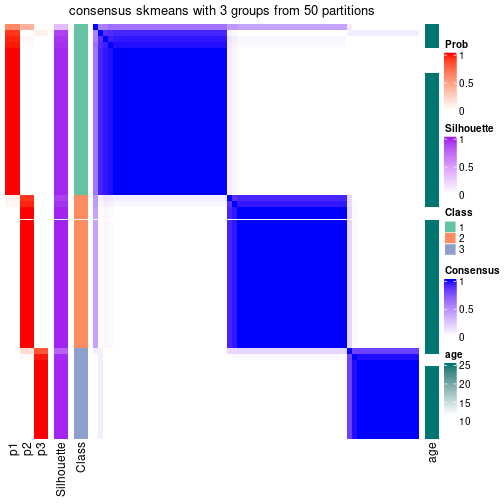 consensus skmeans with 3 groups from 50 partitions
Prob
1
0.5
0
Silhouette
1
0.5
0
Class
1
2
3
Consensus
1
0.5
0
age
25
20
15
10
p1
p2
p3
Silhouette
Class
age